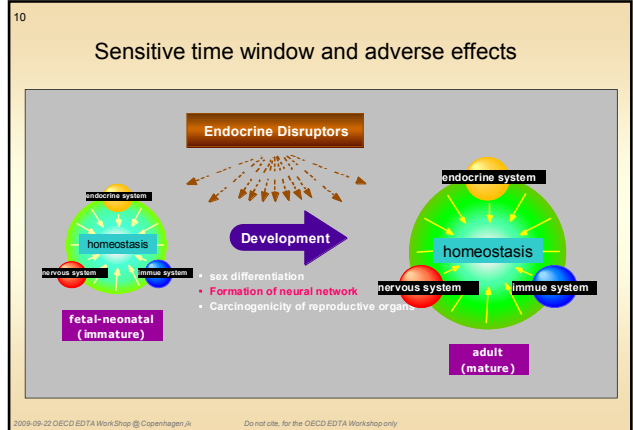 10
Sensitive time window and adverse effects
Endocrine Disruptors
endocrine system
homeostasis
nervous system
immue system
fetal-neonatal
(immature)
Development
▪ sex differentiation
▪ Formation of neural network
▪ Carcinogenicity of reproductive organs
endocrine system
homeostasis
nervous system
immue system
adult
(mature)
2009-09-22 OECD EDTA WorkShop @ Copenhagen jk
Do not cite, for the OECD EDTA Workshop only